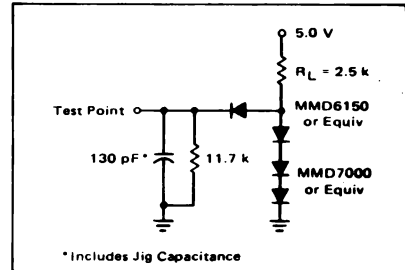 5.0 V
RL = 2.5 k
Test Point
MMD6150
or Equiv
130 pF*
11.7 k
MMD7000
or Equiv
*Includes Jig Capacitance